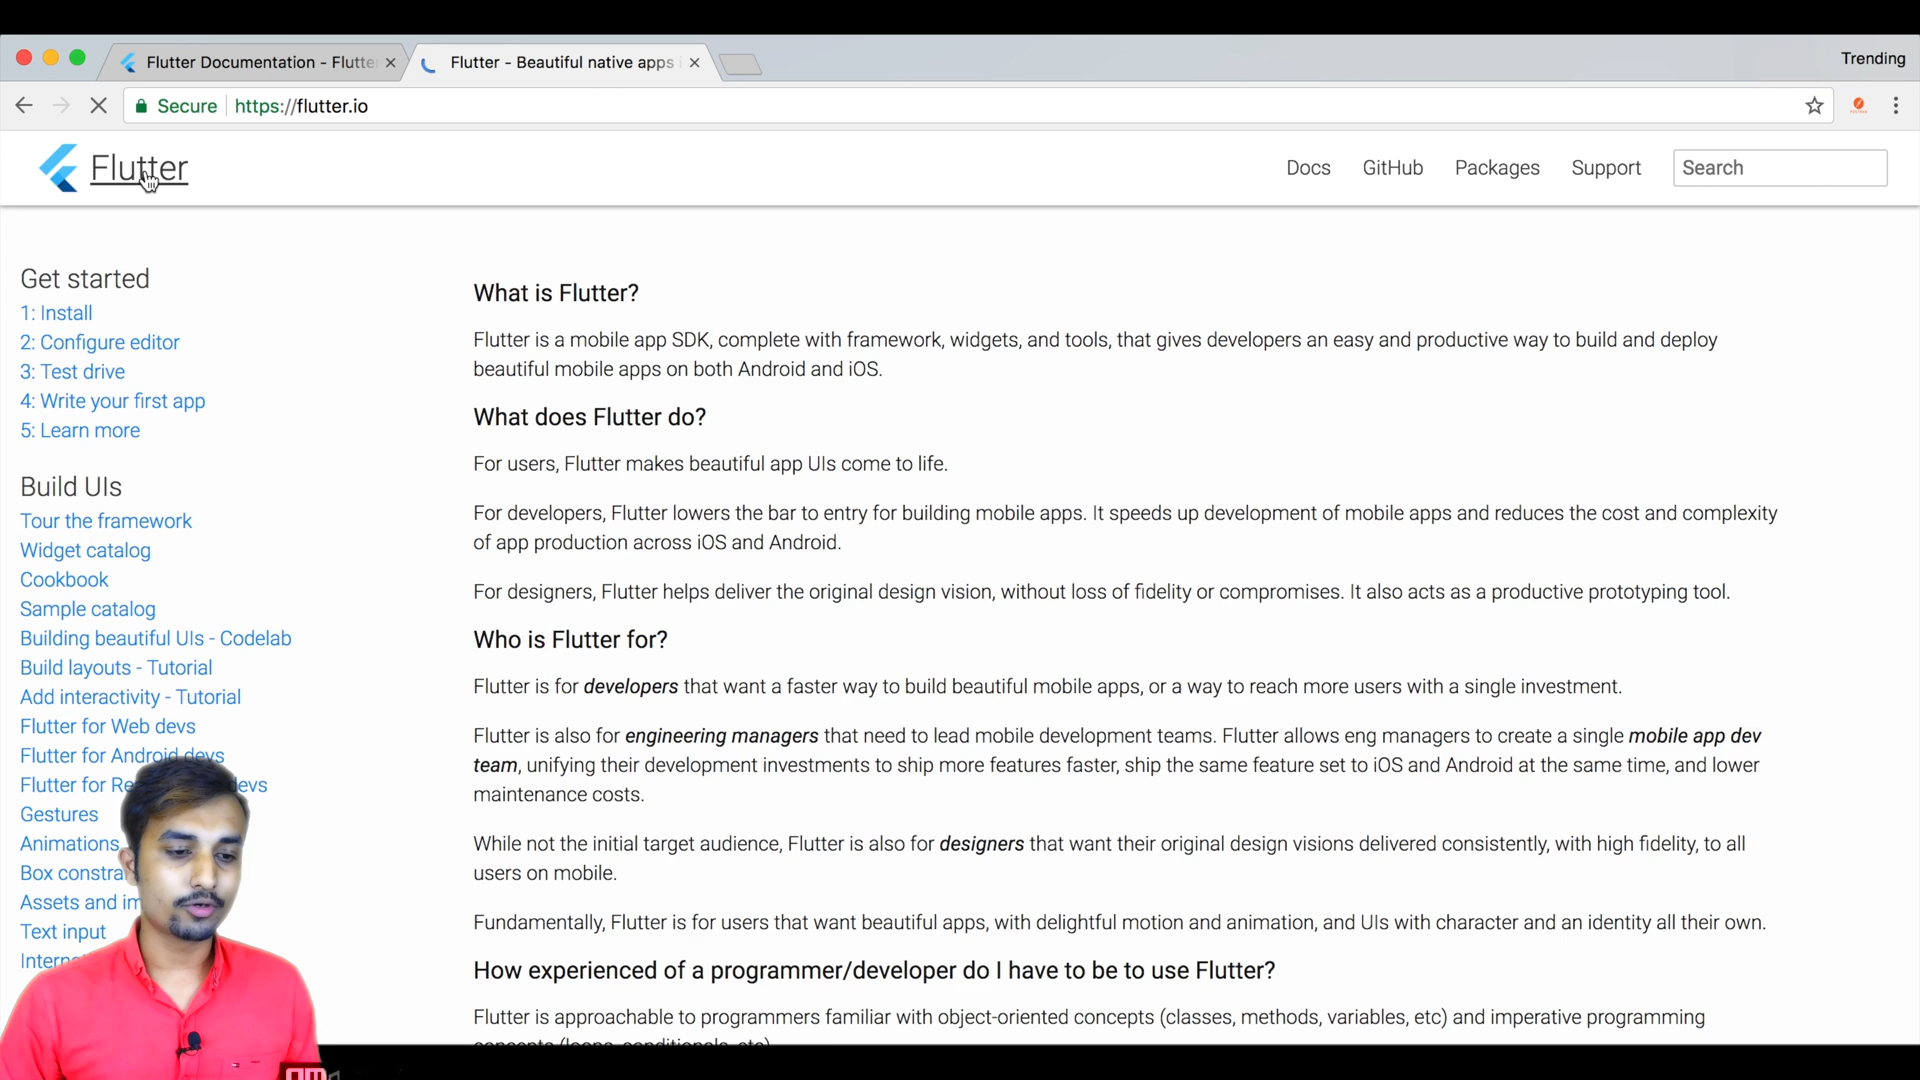 Flutter Documentation - Flutte
Flutter - Beautiful native apps i
Trending
Secure
https://flutter.io
Flutter
Docs
GitHub
Packages
Support
Search
Get started
1: Install
2: Configure editor
3: Test drive
4: Write your first app
5: Learn more
Build UIs
Tour the framework
Widget catalog
Cookbook
Sample catalog
Building beautiful UIs - Codelab
Build layouts - Tutorial
Add interactivity - Tutorial
Flutter for Web devs
Flutter for Android devs
Flutter for Re devs
Gestures
Animations
Box constra
Assets and im
Text input
Intern
What is Flutter?
Flutter is a mobile app SDK, complete with framework, widgets, and tools, that gives developers an easy and productive way to build and deploy
beautiful mobile apps on both Android and iOS.
What does Flutter do?
For users, Flutter makes beautiful app UIs come to life.
For developers, Flutter lowers the bar to entry for building mobile apps. It speeds up development of mobile apps and reduces the cost and complexity
of app production across iOS and Android.
For designers, Flutter helps deliver the original design vision, without loss of fidelity or compromises. It also acts as a productive prototyping tool.
Who is Flutter for?
Flutter is for developers that want a faster way to build beautiful mobile apps, or a way to reach more users with a single investment.
Flutter is also for engineering managers that need to lead mobile development teams. Flutter allows eng managers to create a single mobile app dev
team, unifying their development investments to ship more features faster, ship the same feature set to iOS and Android at the same time, and lower
maintenance costs.
While not the initial target audience, Flutter is also for designers that want their original design visions delivered consistently, with high fidelity, to all
users on mobile.
Fundamentally, Flutter is for users that want beautiful apps, with delightful motion and animation, and UIs with character and an identity all their own.
How experienced of a programmer/developer do I have to be to use Flutter?
Flutter is approachable to programmers familiar with object-oriented concepts (classes, methods, variables, etc) and imperative programming
concepts (loops, conditionals, etc)